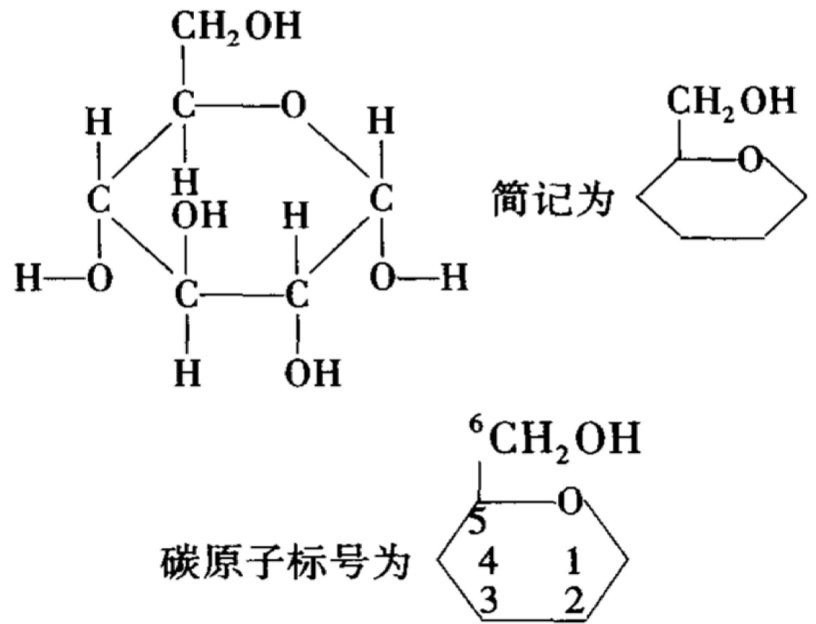 CH₂OH
C O
H H
H
C OH H C
简记为
CH₂OH
O
H O C C O H
H OH
⁶CH₂OH
O
碳原子标号为
5
4 1
3 2